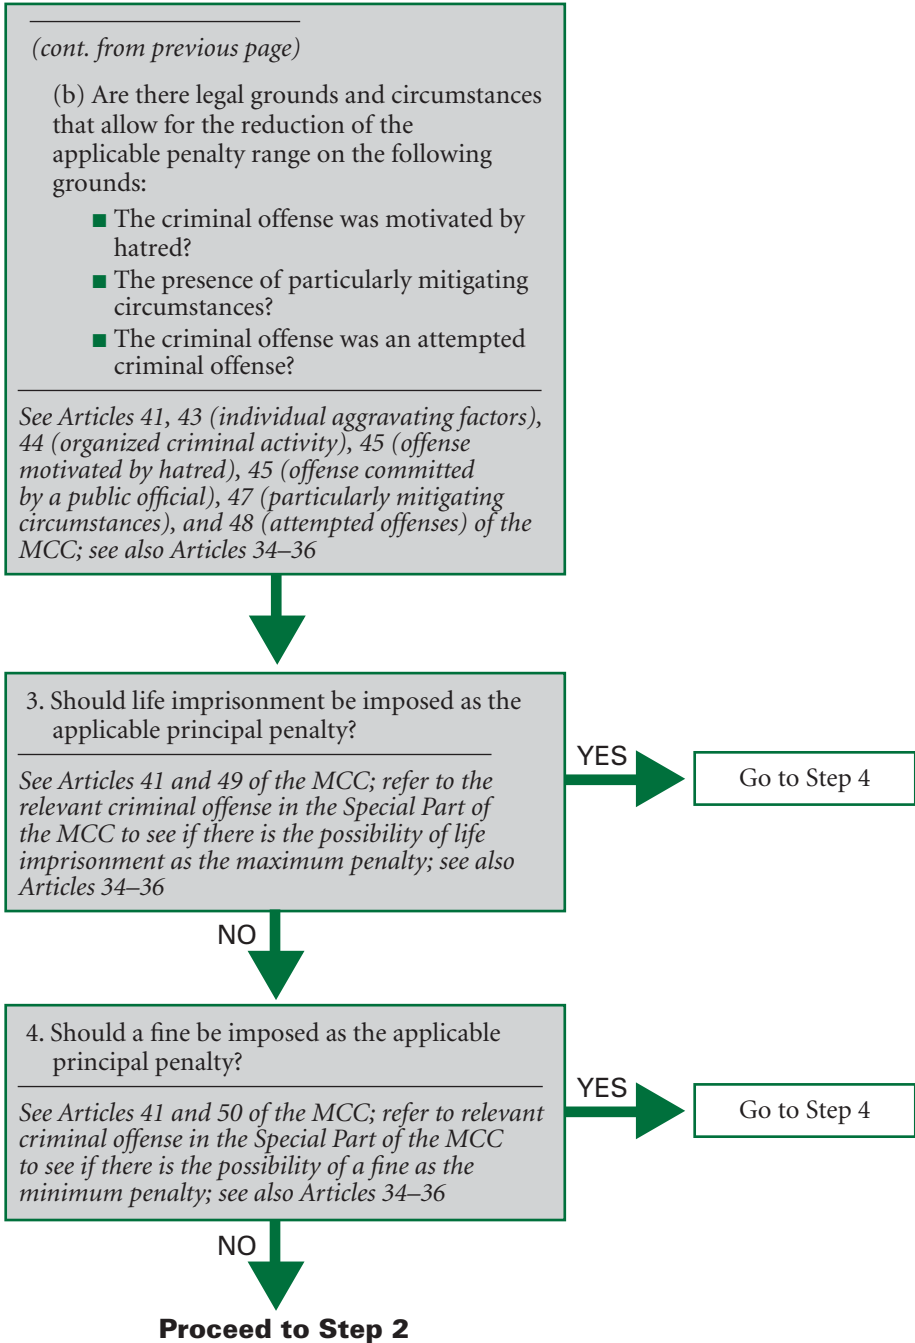 (cont. from previous page)
(b) Are there legal grounds and circumstances
that allow for the reduction of the
applicable penalty range on the following
grounds:
■ The criminal offense was motivated by
hatred?
■ The presence of particularly mitigating
circumstances?
■ The criminal offense was an attempted
criminal offense?
See Articles 41, 43 (individual aggravating factors),
44 (organized criminal activity), 45 (offense
motivated by hatred), 45 (offense committed
by a public official), 47 (particularly mitigating
circumstances), and 48 (attempted offenses) of the
MCC; see also Articles 34–36
3. Should life imprisonment be imposed as the
applicable principal penalty?
YES
Go to Step 4
See Articles 41 and 49 of the MCC; refer to the
relevant criminal offense in the Special Part of
the MCC to see if there is the possibility of life
imprisonment as the maximum penalty; see also
Articles 34–36
NO
4. Should a fine be imposed as the applicable
principal penalty?
YES
Go to Step 4
See Articles 41 and 50 of the MCC; refer to relevant
criminal offense in the Special Part of the MCC
to see if there is the possibility of a fine as the
minimum penalty; see also Articles 34–36
NO
Proceed to Step 2